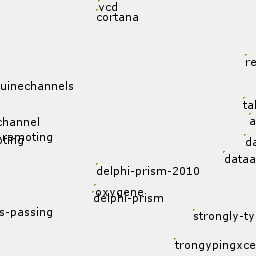 vcd
cortana
re
uinechannels
tal
a
channel
remoting
da
dataa
delphi-prism-2010
oxygene
delphi-prism
s-passing
strongly-ty
trongypingxce